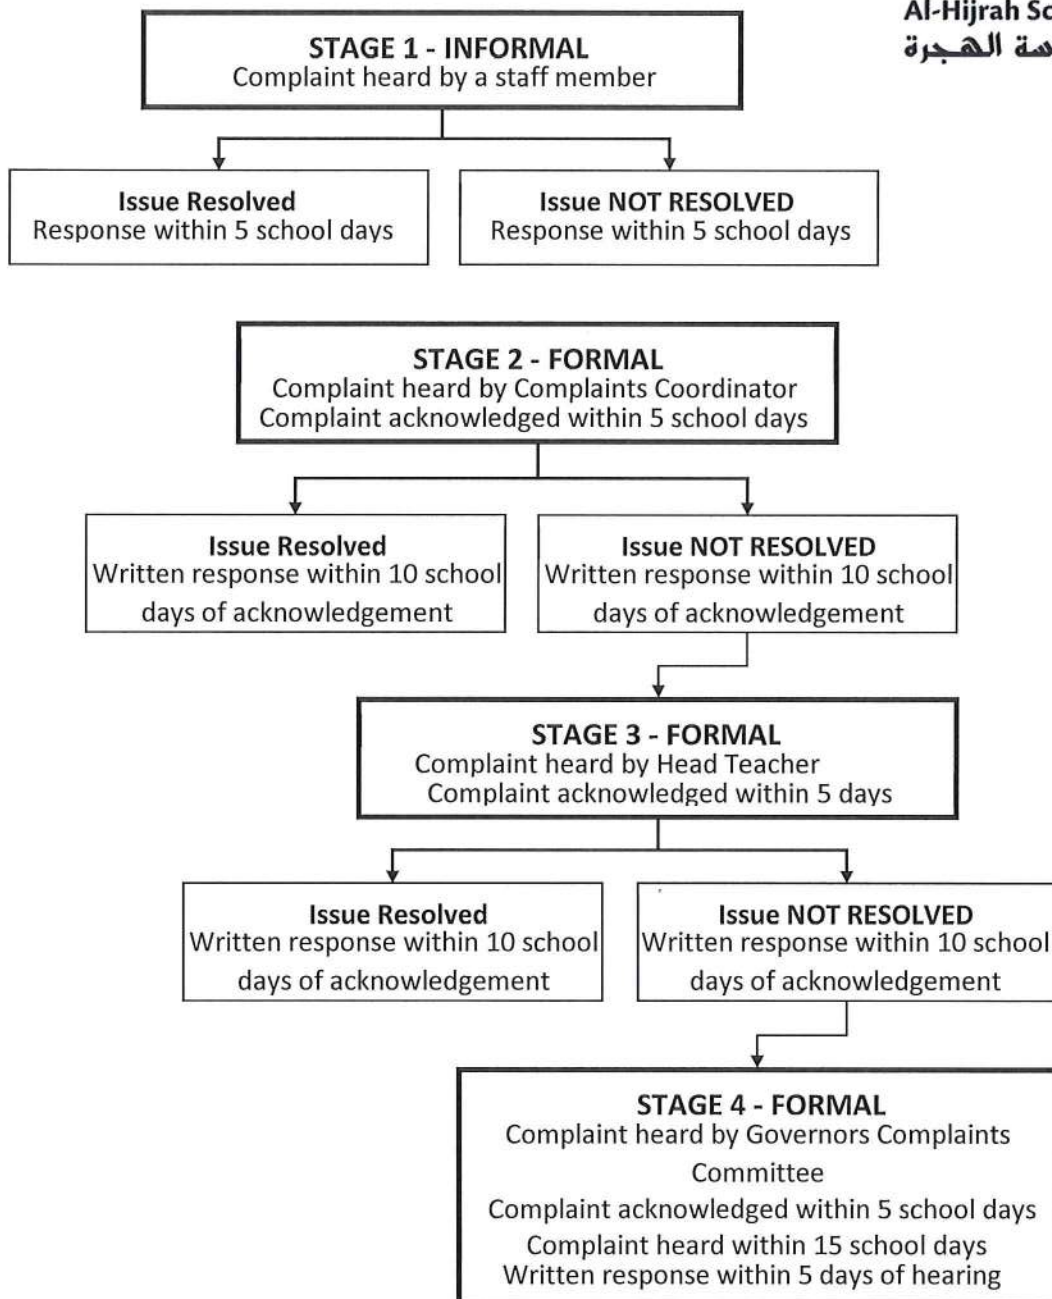 Al-Hijrah Sc
الهجرة
STAGE 1 - INFORMAL
Complaint heard by a staff member
Issue Resolved
Response within 5 school days
Issue NOT RESOLVED
Response within 5 school days
STAGE 2 - FORMAL
Complaint heard by Complaints Coordinator
Complaint acknowledged within 5 school days
Issue Resolved
Written response within 10 school
days of acknowledgement
Issue NOT RESOLVED
Written response within 10 school
days of acknowledgement
STAGE 3 - FORMAL
Complaint heard by Head Teacher
Complaint acknowledged within 5 days
Issue Resolved
Written response within 10 school
days of acknowledgement
Issue NOT RESOLVED
Written response within 10 school
days of acknowledgement
STAGE 4 - FORMAL
Complaint heard by Governors Complaints
Committee
Complaint acknowledged within 5 school days
Complaint heard within 15 school days
Written response within 5 days of hearing